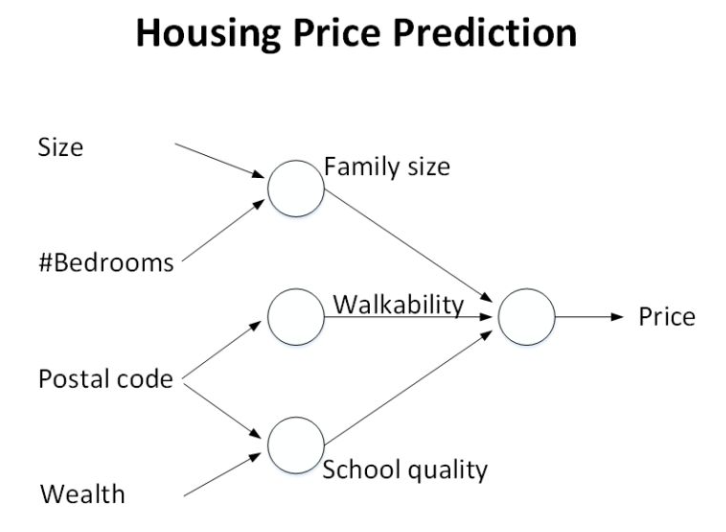 Housing Price Prediction
Size
Family size
#Bedrooms
Walkability
Price
Postal code
School quality
Wealth